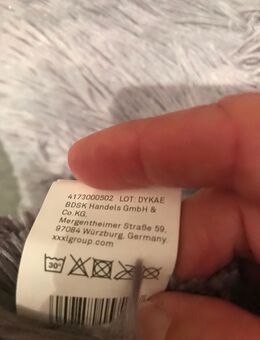 4173000502 LOT: DYKAE
BDSK Handels GmbH &
Co.KG,
Mergentheimer Straße 59,
97084 Würzburg, Germany
xxxlgroup.com
30°